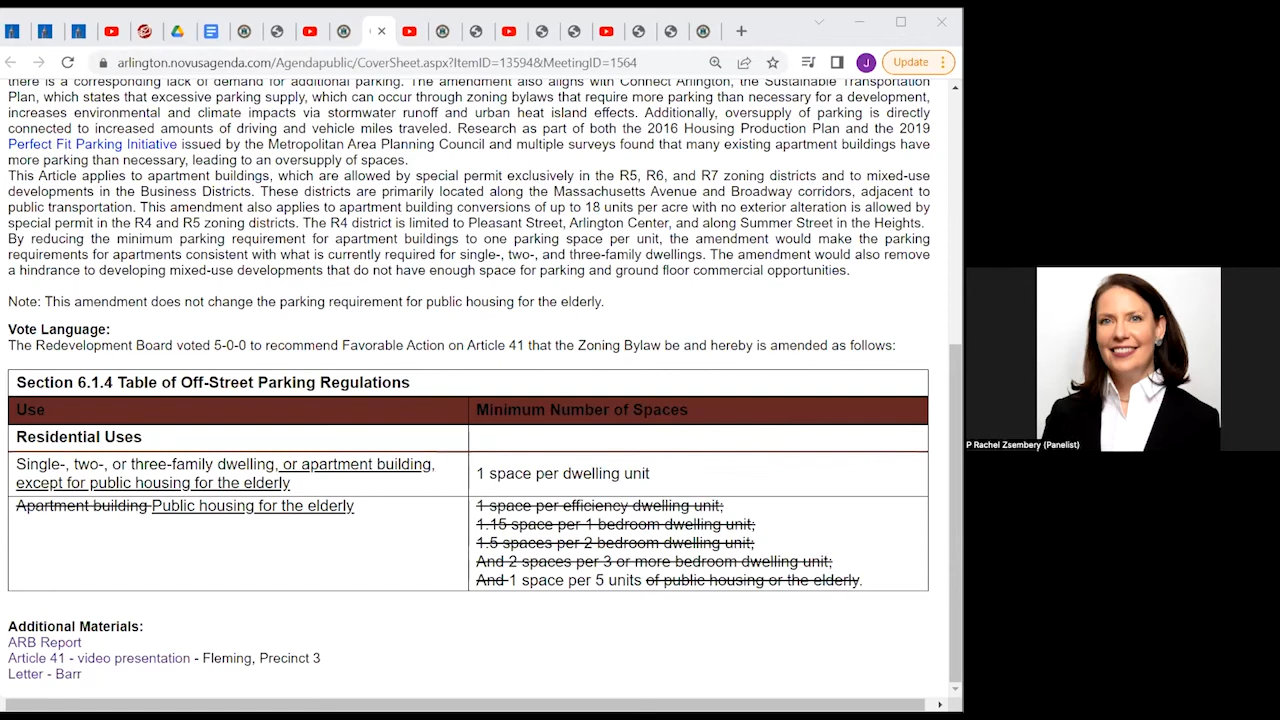 Update
arlington.novusagenda.com/Agendapublic/CoverSheet.aspx?ItemID=13594&MeetingID=1564
J
there is a corresponding lack of demand for additional parking. The amendment also aligns with Connect Arlington, the Sustainable Transportation
Plan, which states that excessive parking supply, which can occur through zoning bylaws that require more parking than necessary for a development,
increases environmental and climate impacts via stormwater runoff and urban heat island effects. Additionally, oversupply of parking is directly
connected to increased amounts of driving and vehicle miles traveled. Research as part of both the 2016 Housing Production Plan and the 2019
Perfect Fit Parking Initiative issued by the Metropolitan Area Planning Council and multiple surveys found that many existing apartment buildings have
more parking than necessary, leading to an oversupply of spaces.
This Article applies to apartment buildings, which are allowed by special permit exclusively in the R5, R6, and R7 zoning districts and to mixed-use
developments in the Business Districts. These districts are primarily located along the Massachusetts Avenue and Broadway corridors, adjacent to
public transportation. This amendment also applies to apartment building conversions of up to 18 units per acre with no exterior alteration is allowed by
special permit in the R4 and R5 zoning districts. The R4 district is limited to Pleasant Street, Arlington Center, and along Summer Street in the Heights.
By reducing the minimum parking requirement for apartment buildings to one parking space per unit, the amendment would make the parking
requirements for apartments consistent with what is currently required for single-, two-, and three-family dwellings. The amendment would also remove
a hindrance to developing mixed-use developments that do not have enough space for parking and ground floor commercial opportunities.
Note: This amendment does not change the parking requirement for public housing for the elderly.
Vote Language:
The Redevelopment Board voted 5-0-0 to recommend Favorable Action on Article 41 that the Zoning Bylaw be and hereby is amended as follows:
Section 6.1.4 Table of Off-Street Parking Regulations
Use
Minimum Number of Spaces
Residential Uses
Single-, two-, or three-family dwelling, or apartment building,
except for public housing for the elderly
1 space per dwelling unit
Apartment building Public housing for the elderly
1 space per efficiency dwelling unit;
1.15 space per 1 bedroom dwelling unit;
1.5 spaces per 2 bedroom dwelling unit;
And 2 spaces per 3 or more bedroom dwelling unit;
And 1 space per 5 units of public housing or the elderly.
Additional Materials:
ARB Report
Article 41 - video presentation - Fleming, Precinct 3
Letter - Barr
P Rachel Zsembery (Panelist)